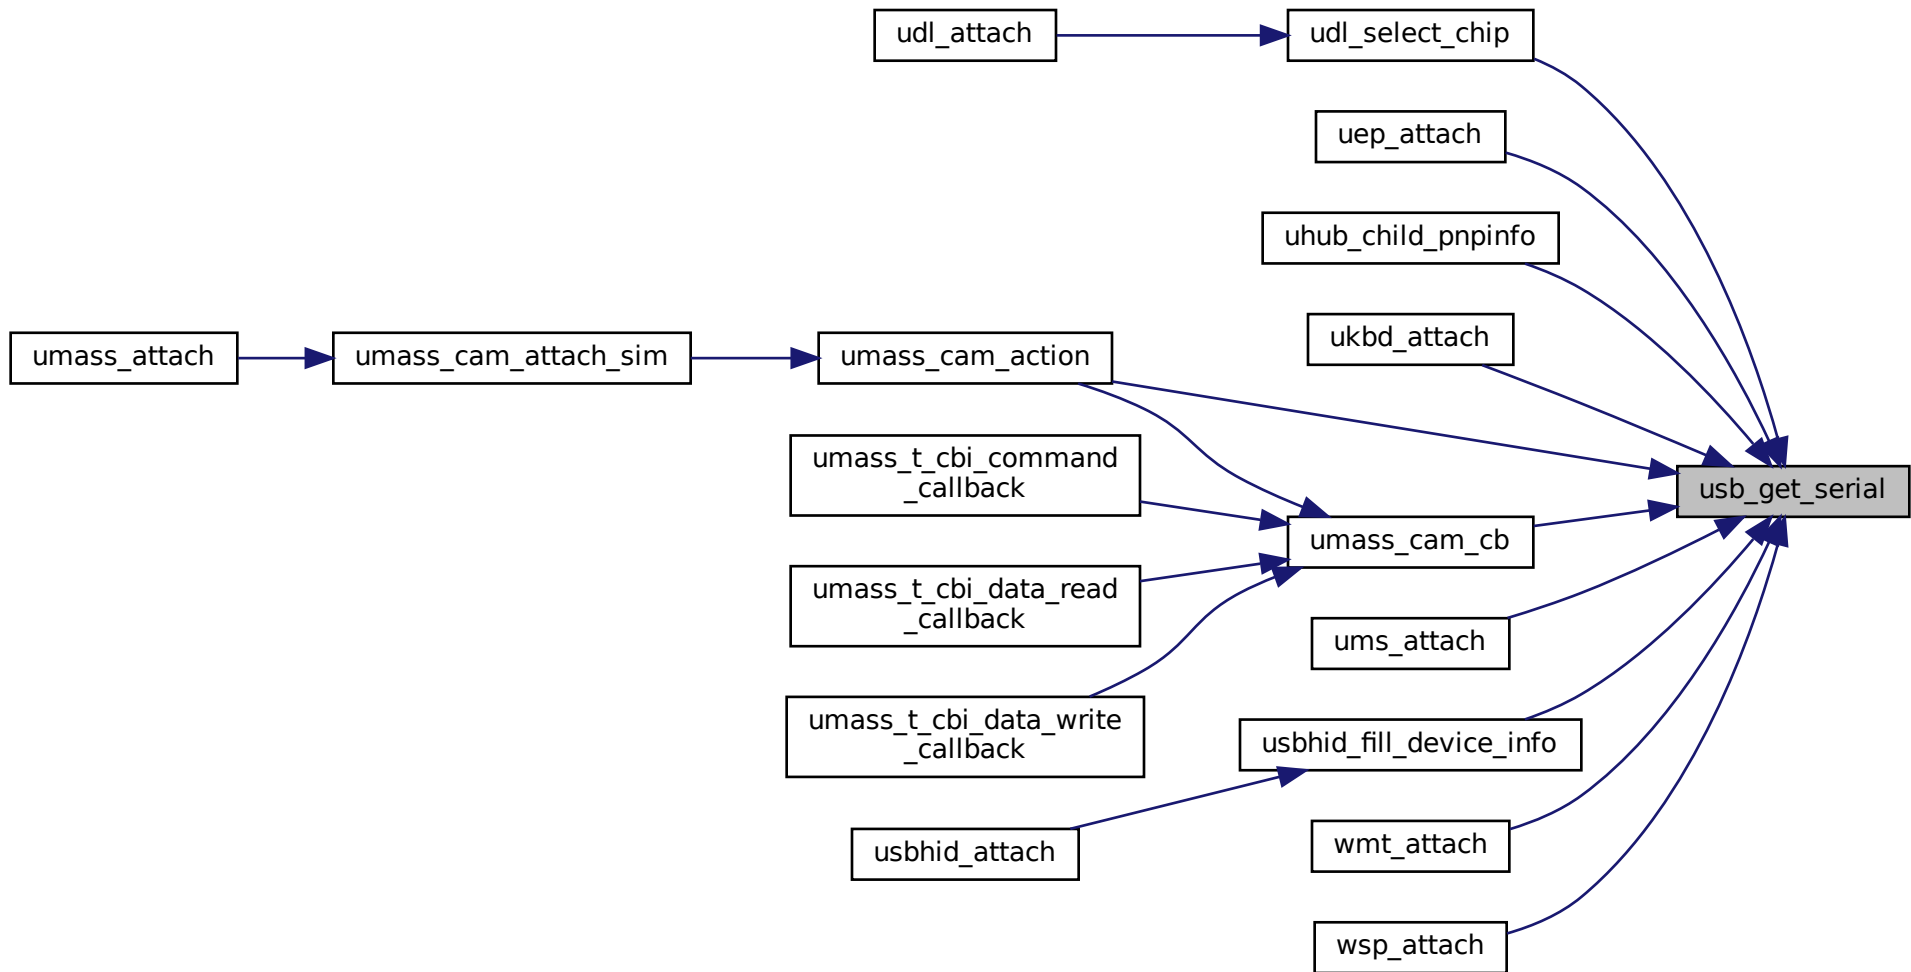 udl_attach
udl_select_chip
uep_attach
uhub_child_pnpinfo
ukbd_attach
umass_attach
umass_cam_attach_sim
umass_cam_action
umass_t_cbi_command
_callback
usb_get_serial
umass_cam_cb
umass_t_cbi_data_read
_callback
ums_attach
umass_t_cbi_data_write
_callback
usbhid_fill_device_info
usbhid_attach
wmt_attach
wsp_attach